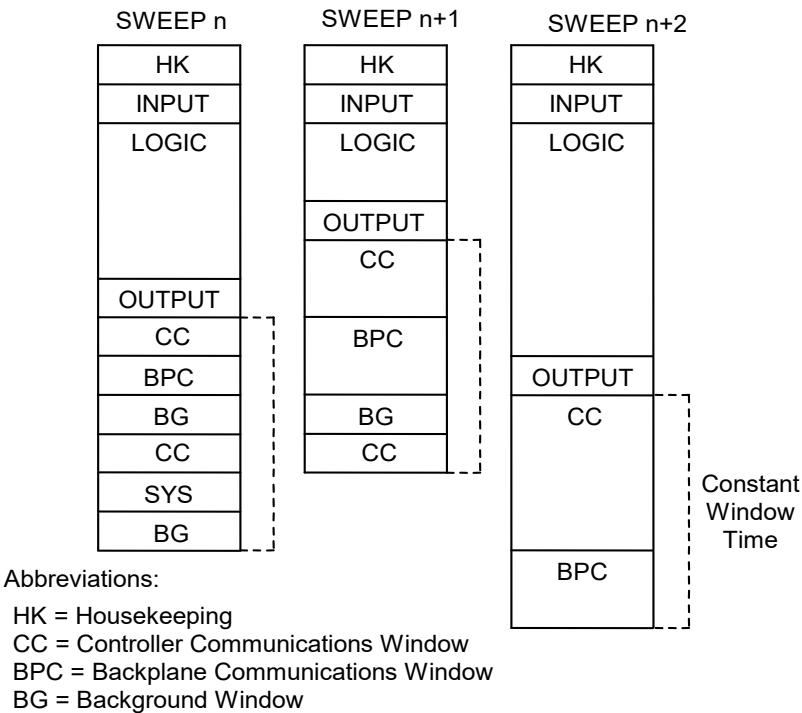 SWEEP n
SWEEP n+1
SWEEP n+2
HK
INPUT
LOGIC
OUTPUT
CC
BPC
BG
CC
SYS
BG
HK
INPUT
LOGIC
OUTPUT
CC
BPC
BG
CC
HK
INPUT
LOGIC
OUTPUT
CC
BPC
Constant
Window
Time
Abbreviations:
HK = Housekeeping
CC = Controller Communications Window
BPC = Backplane Communications Window
BG = Background Window